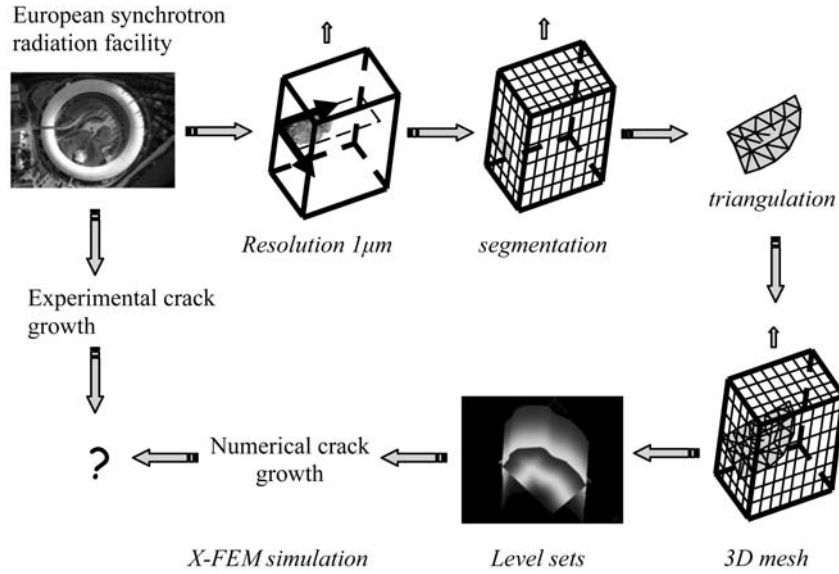 European synchrotron
radiation facility
Resolution 1μm
segmentation
triangulation
Experimental crack
growth
?
Numerical crack
growth
X-FEM simulation
Level sets
3D mesh